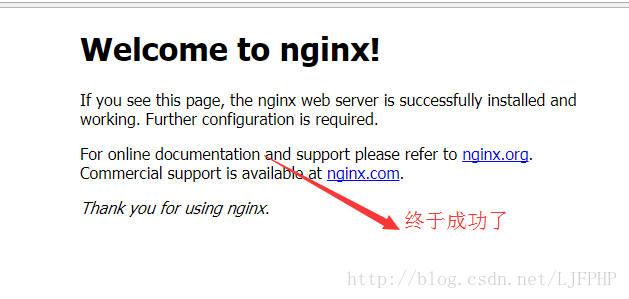 Welcome to nginx!
If you see this page, the nginx web server is successfully installed and
working. Further configuration is required.
For online documentation and support please refer to nginx.org.
Commercial support is available at nginx.com.
Thank you for using nginx.
终于成功了
http://blog.csdn.net/LJFPHP